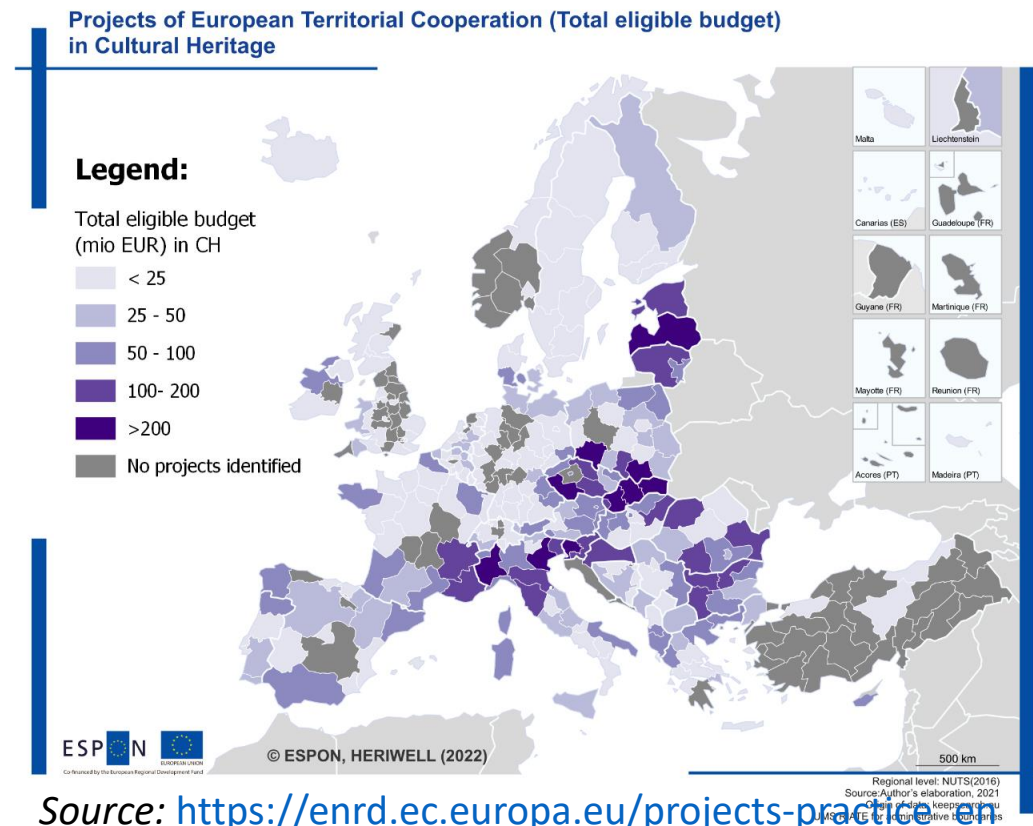 Projects of European Territorial Cooperation (Total eligible budget)
in Cultural Heritage
Legend:
Total eligible budget
(mio EUR) in CH
< 25
25 - 50
50 - 100
100- 200
>200
No projects identified
Malta
Liechtenstein
Canarias (ES)
Guadeloupe (FR)
Guyane (FR)
Martinique (FR)
Mayotte (FR)
Reunion (FR)
Acores (PT)
Madeira (PT)
ESPON
EUROPEAN UNION
Co-financed by the European Regional Development Fund
© ESPON, HERIWELL (2022)
500 km
Regional level: NUTS(2016)
Source:Author's elaboration, 2021
Origin of data: keep
for administrative boundaries
Source: https://enrd.ec.europa.eu/projects-practice_en